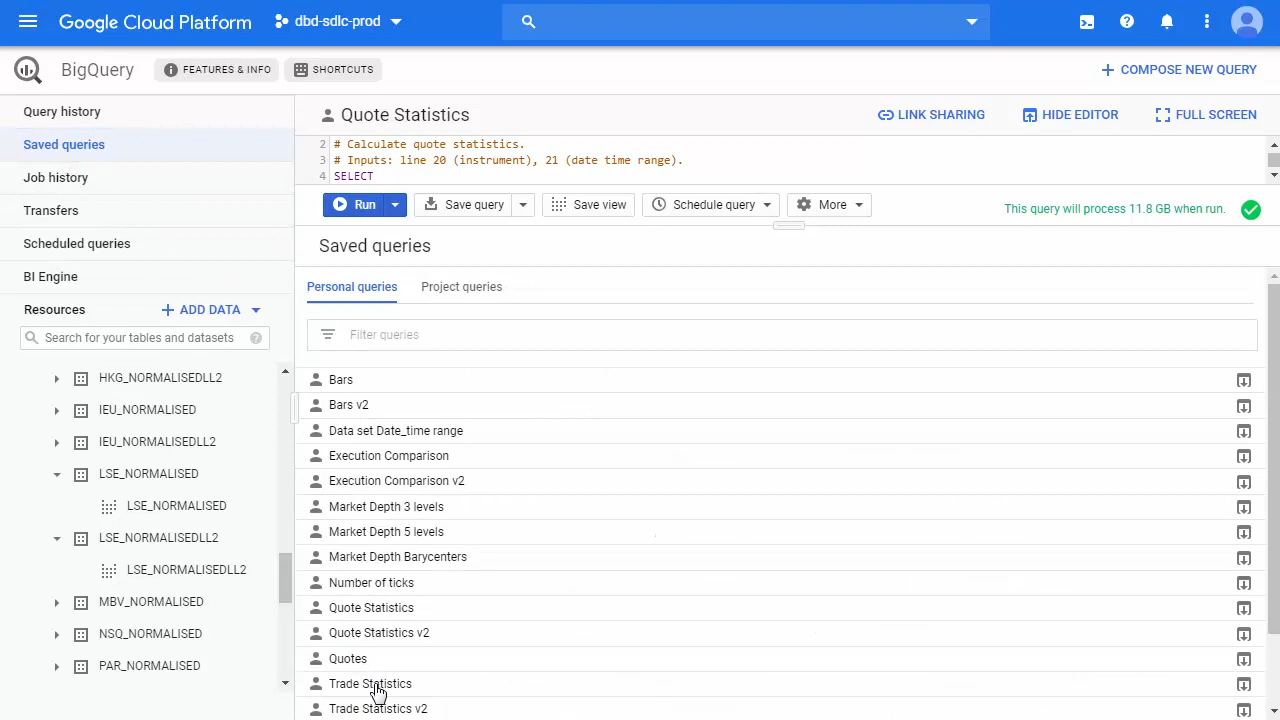 Google Cloud Platform
dbd-sdlc-prod
BigQuery
FEATURES & INFO
SHORTCUTS
COMPOSE NEW QUERY
Query history
Saved queries
Job history
Transfers
Scheduled queries
BI Engine
Resources
ADD DATA
Search for your tables and datasets
HKG_NORMALISEDLL2
IEU_NORMALISED
IEU_NORMALISEDLL2
LSE_NORMALISED
LSE_NORMALISED
LSE_NORMALISEDLL2
LSE_NORMALISEDLL2
MBV_NORMALISED
NSQ_NORMALISED
PAR_NORMALISED
Quote Statistics
LINK SHARING
HIDE EDITOR
FULL SCREEN
2 # Calculate quote statistics.
3 # Inputs: line 20 (instrument), 21 (date time range).
4 SELECT
Run
Save query
Save view
Schedule query
More
This query will process 11.8 GB when run.
Saved queries
Personal queries
Project queries
Filter queries
Bars
Bars v2
Data set Date_time range
Execution Comparison
Execution Comparison v2
Market Depth 3 levels
Market Depth 5 levels
Market Depth Barycenters
Number of ticks
Quote Statistics
Quote Statistics v2
Quotes
Trade Statistics
Trade Statistics v2